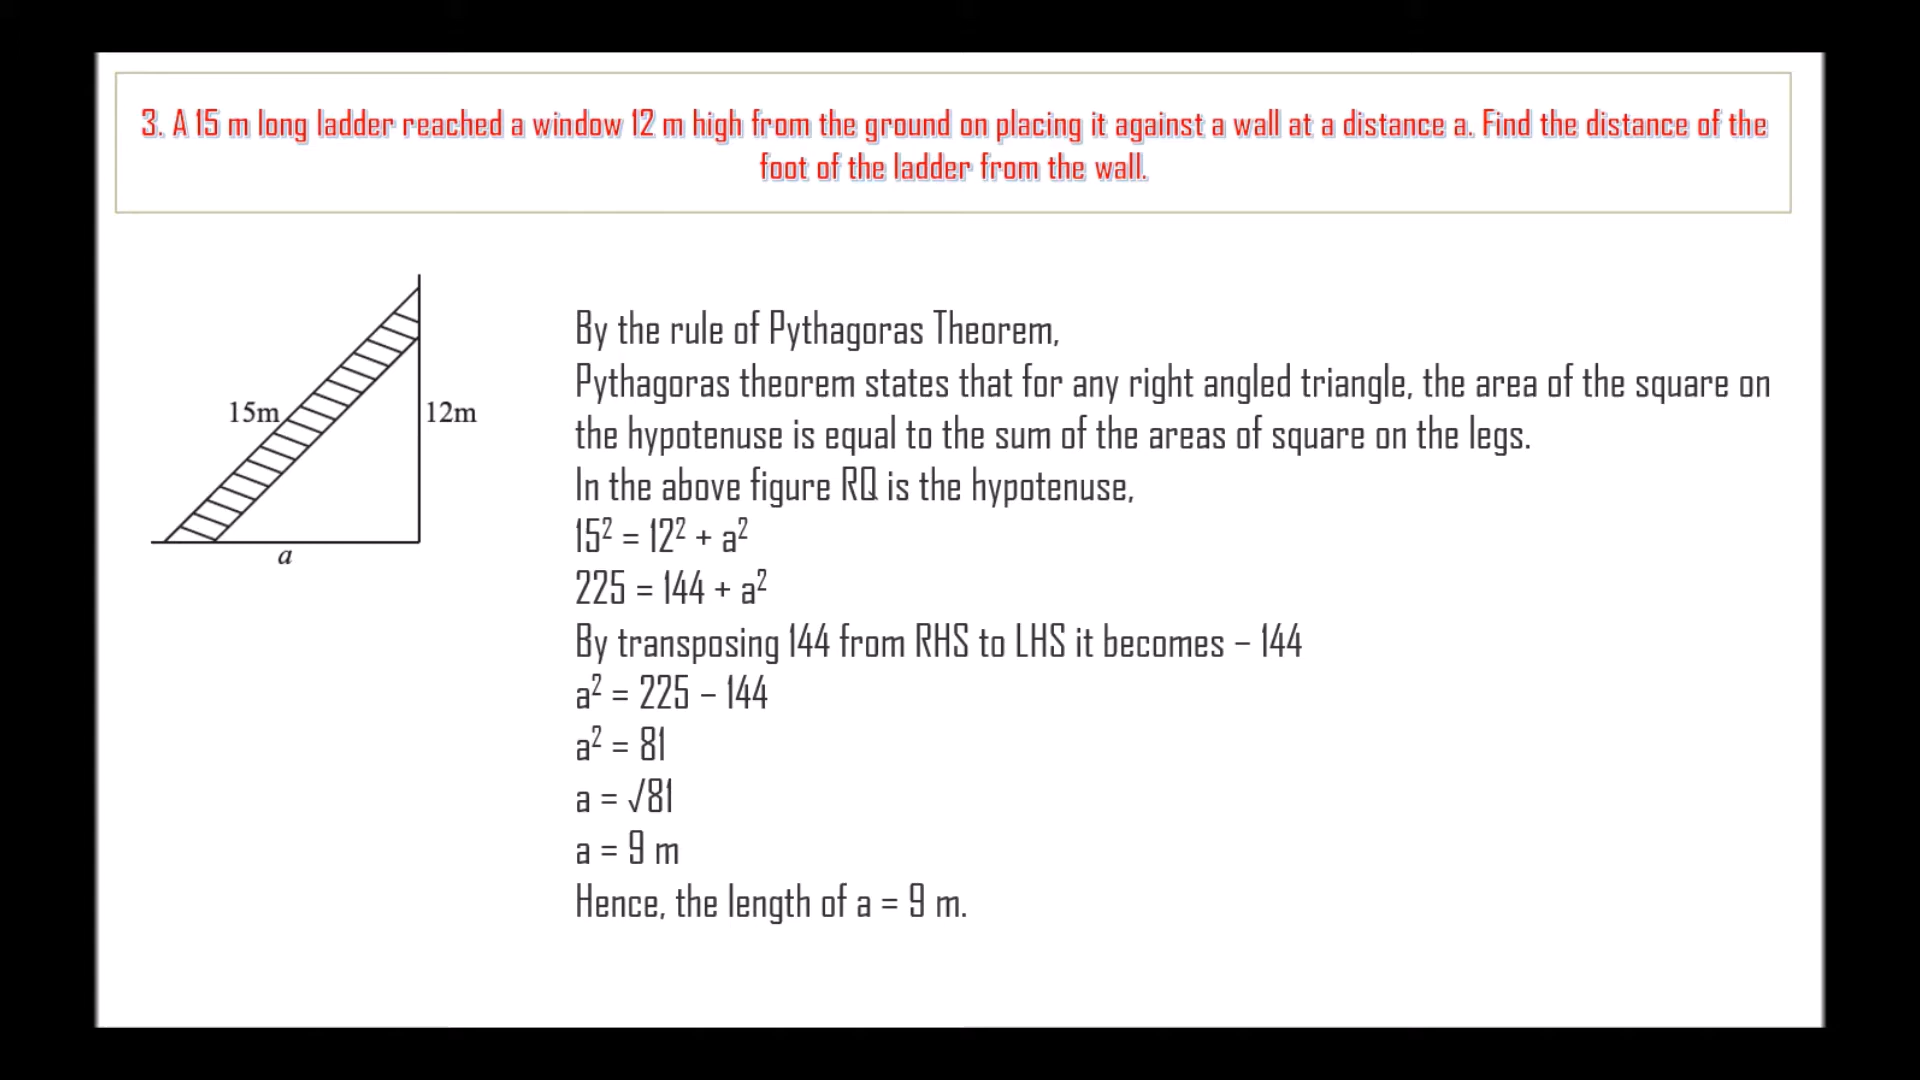 3. A 15 m long ladder reached a window 12 m high from the ground on placing it against a wall at a distance a. Find the distance of the
foot of the ladder from the wall.
15m
12m
a
By the rule of Pythagoras Theorem,
Pythagoras theorem states that for any right angled triangle, the area of the square on
the hypotenuse is equal to the sum of the areas of square on the legs.
In the above figure RQ is the hypotenuse,
15² = 12² + a²
225 = 144 + a²
By transposing 144 from RHS to LHS it becomes – 144
a² = 225 – 144
a² = 81
a = √81
a = 9 m
Hence, the length of a = 9 m.